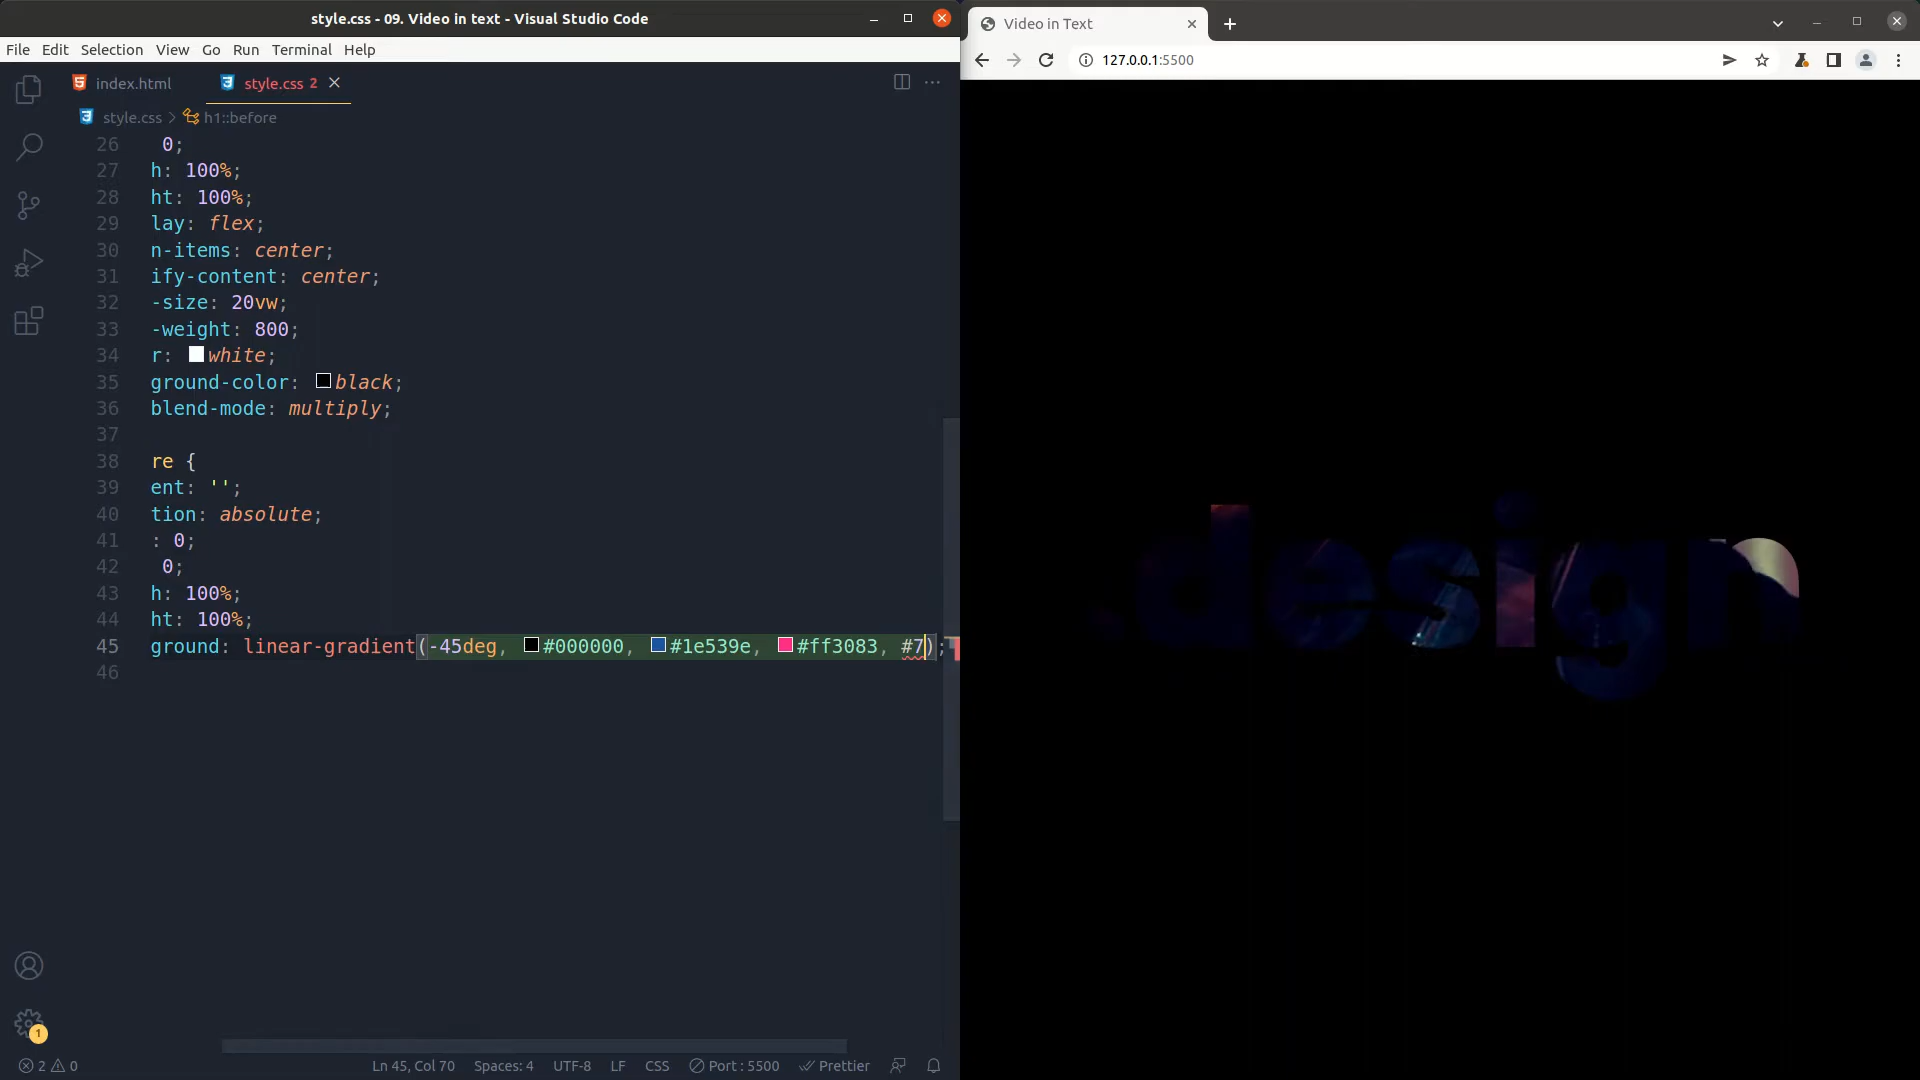 style.css - 09. Video in text - Visual Studio Code
File Edit Selection View Go Run Terminal Help
index.html
style.css 2
style.css > h1::before
26 0;
27 h: 100%;
28 ht: 100%;
29 lay: flex;
30 n-items: center;
31 ify-content: center;
32 -size: 20vw;
33 -weight: 800;
34 r: white;
35 ground-color: black;
36 blend-mode: multiply;
37
38 re {
39 ent: '';
40 tion: absolute;
41 : 0;
42 0;
43 h: 100%;
44 ht: 100%;
45 ground: linear-gradient(-45deg, #000000, #1e539e, #ff3083, #7);
46
1
2 0
Ln 45, Col 70 Spaces: 4 UTF-8 LF CSS Port : 5500 Prettier
Video in Text
127.0.0.1:5500
.design